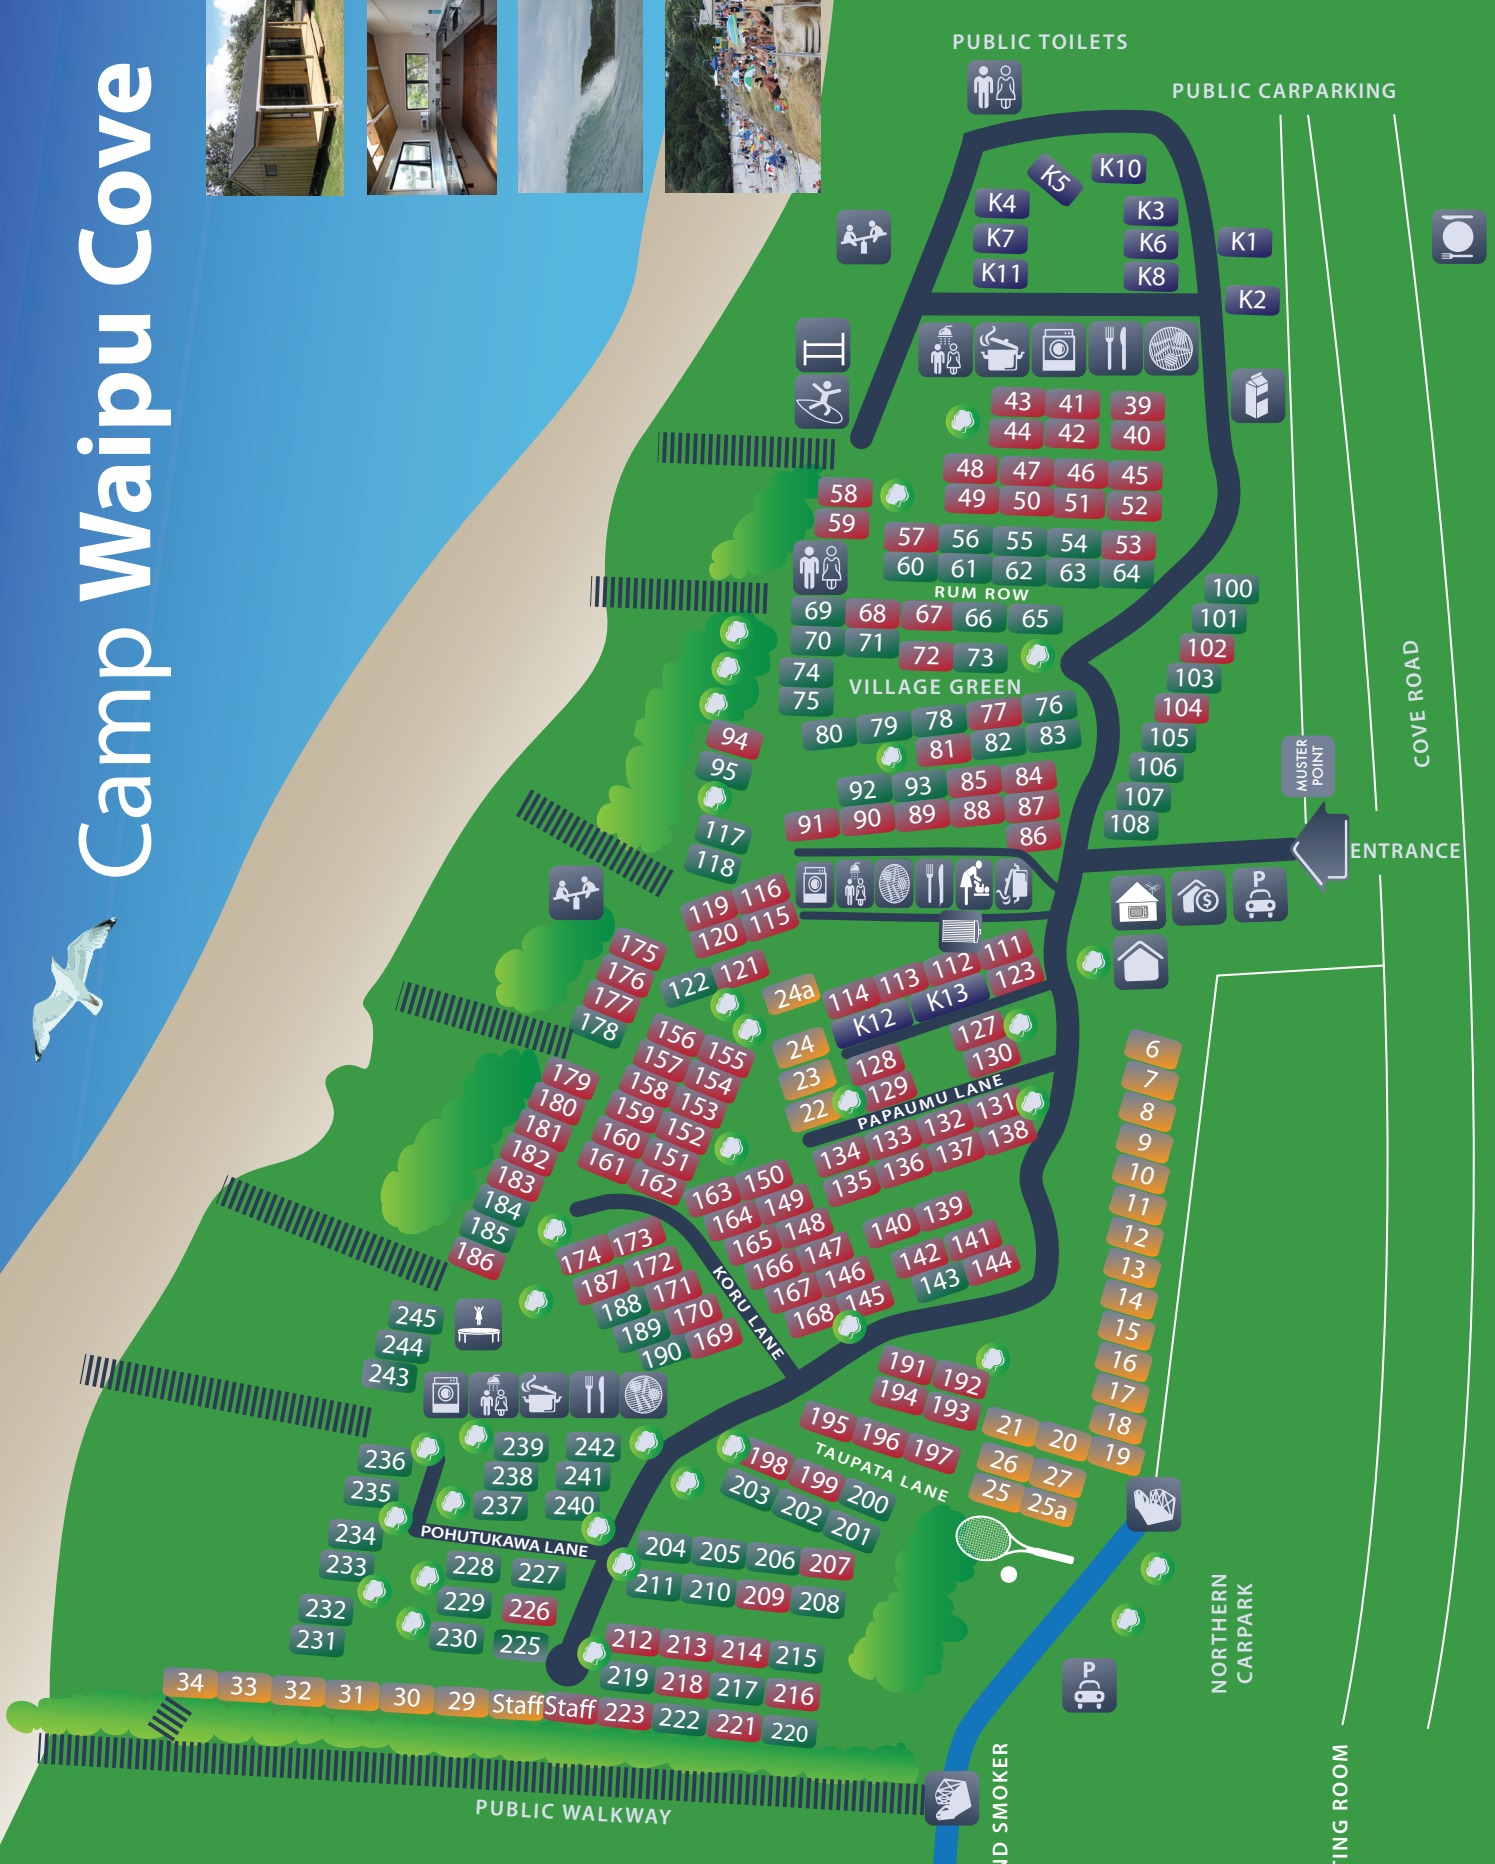 Camp Waipu Cove
PUBLIC TOILETS
PUBLIC CARPARKING
K5 K10
K4 K3
K7 K6 K1
K11 K8
K2
43 41 39
44 42 40
48 47 46 45
49 50 51 52
58
59
57 56 55 54 53
60 61 62 63 64
RUM ROW
69 68 67 66 65
70 71 72 73
74
75
VILLAGE GREEN
80 79 78 77 76
81 82 83
92 93 85 84
91 90 89 88 87
86
94
95
117
118
100
101
102
103
104
105
106
107
108
COVE ROAD
MUSTER
POINT
ENTRANCE
P
119 116
120 115
122 121
175
176
177
178
24a
114 113 112 111
K12 K13 123
24
23
22
127
128 130
129
PAPAUMU LANE
134 133 132 131
135 136 137 138
156 155
157 154
158 153
159 152
160 151
161 162
179
180
181
182
183
184
185
186
163 150
164 149
165 148
166 147
167 146
168 145
140 139
142 141
143 144
174 173
187 172
188 171
189 170
190 169
KORU LANE
6
7
8
9
10
11
12
13
14
15
16
17
18
19
21 20
26 27
25 25a
245
244
243
191 192
194 193
195 196 197
TAUPATA LANE
198 199 200
203 202 201
236
235
234
233
232
231
239 242
238 241
237 240
POHUTUKAWA LANE
228 227
229 226
230 225
204 205 206 207
211 210 209 208
212 213 214 215
219 218 217 216
34 33 32 31 30 29 Staff Staff 223 222 221 220
PUBLIC WALKWAY
NORTHERN
CARPARK
P
ND SMOKER
TING ROOM